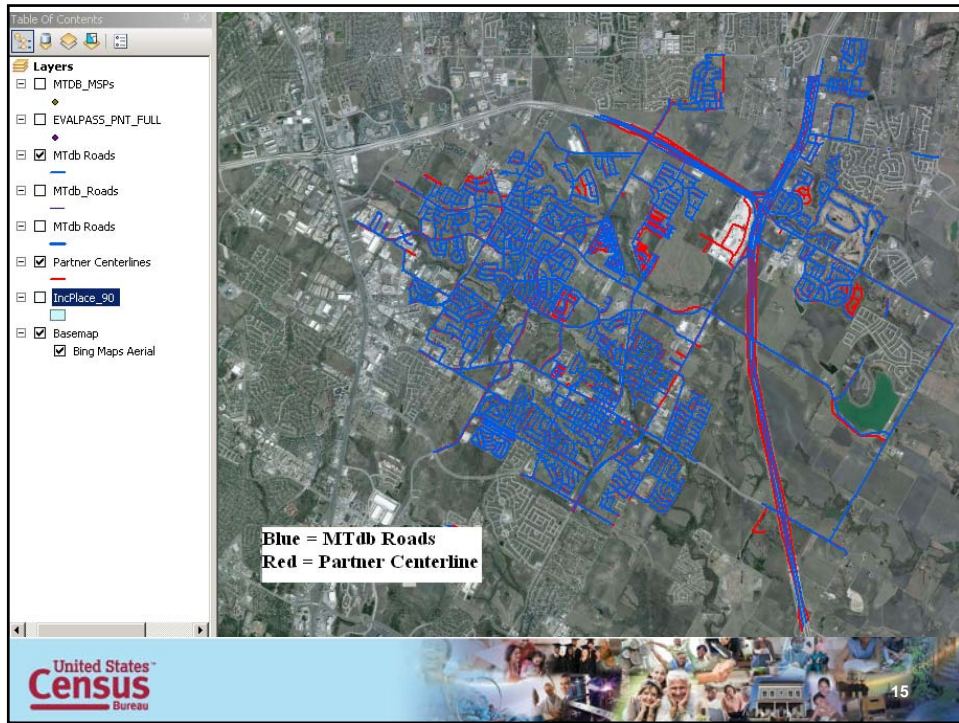 Table Of Contents
Layers
MTDB_MSPs
EVALPASS_PNT_FULL
MTdb Roads
MTdb_Roads
MTdb Roads
Partner Centerlines
IncPlace_90
Basemap
Bing Maps Aerial
Blue = MTdb Roads
Red = Partner Centerline
United States™
Census
Bureau
15